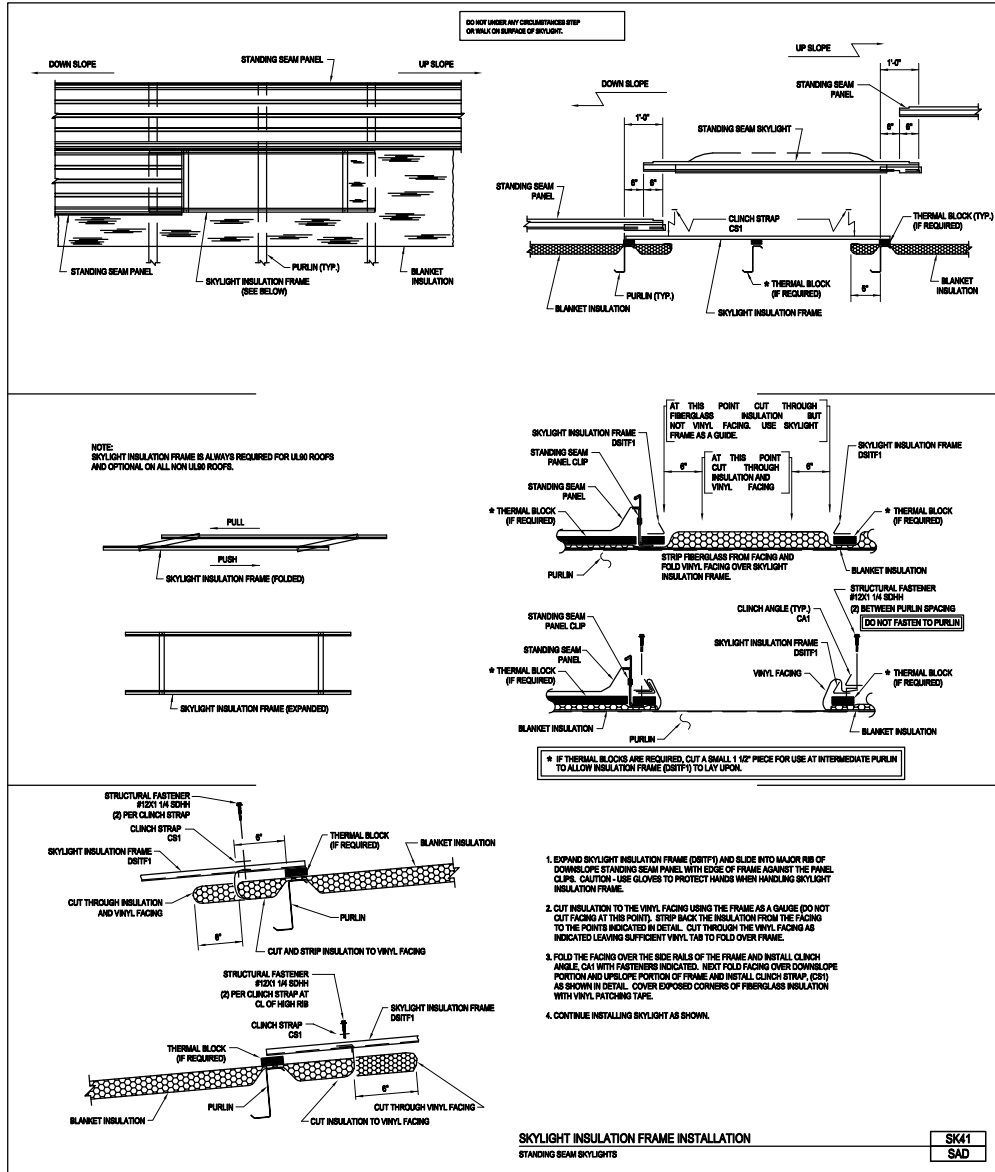 DO NOT UNDER ANY CIRCUMSTANCES STEP
OR WALK ON SURFACE OF SKYLIGHT.
DOWN SLOPE
STANDING SEAM PANEL
UP SLOPE
STANDING SEAM PANEL
PURLIN (TYP.)
SKYLIGHT INSULATION FRAME
(SEE BELOW)
BLANKET
INSULATION
UP SLOPE
1'-0"
DOWN SLOPE
STANDING SEAM
PANEL
1'-0"
STANDING SEAM SKYLIGHT
6"
6"
6"
6"
STANDING SEAM
PANEL
CLINCH STRAP
CS1
THERMAL BLOCK (TYP.)
(IF REQUIRED)
PURLIN (TYP.)
* THERMAL BLOCK
(IF REQUIRED)
6"
BLANKET
INSULATION
BLANKET INSULATION
SKYLIGHT INSULATION FRAME
NOTE:
SKYLIGHT INSULATION FRAME IS ALWAYS REQUIRED FOR UL90 ROOFS
AND OPTIONAL ON ALL NON UL90 ROOFS.
PULL
PUSH
SKYLIGHT INSULATION FRAME (FOLDED)
SKYLIGHT INSULATION FRAME (EXPANDED)
AT THIS POINT CUT THROUGH
FIBERGLASS INSULATION BUT
NOT VINYL FACING. USE SKYLIGHT
FRAME AS A GUIDE.
SKYLIGHT INSULATION FRAME
DSITF1
SKYLIGHT INSULATION FRAME
DSITF1
STANDING SEAM
PANEL CLIP
6"
AT THIS POINT
CUT THROUGH
INSULATION AND
VINYL FACING
6"
STANDING SEAM
PANEL
* THERMAL BLOCK
(IF REQUIRED)
* THERMAL BLOCK
(IF REQUIRED)
PURLIN
STRIP FIBERGLASS FROM FACING AND
FOLD VINYL FACING OVER SKYLIGHT
INSULATION FRAME.
BLANKET INSULATION
STRUCTURAL FASTENER
#12X1 1/4 SDHH
(2) BETWEEN PURLIN SPACING
DO NOT FASTEN TO PURLIN
CLINCH ANGLE (TYP.)
CA1
STANDING SEAM
PANEL CLIP
STANDING SEAM
PANEL
SKYLIGHT INSULATION FRAME
DSITF1
* THERMAL BLOCK
(IF REQUIRED)
VINYL FACING
* THERMAL BLOCK
(IF REQUIRED)
BLANKET INSULATION
PURLIN
BLANKET INSULATION
* IF THERMAL BLOCKS ARE REQUIRED, CUT A SMALL 1 1/2" PIECE FOR USE AT INTERMEDIATE PURLIN
TO ALLOW INSULATION FRAME (DSITF1) TO LAY UPON.
STRUCTURAL FASTENER
#12X1 1/4 SDHH
(2) PER CLINCH STRAP
CLINCH STRAP
CS1
6"
THERMAL BLOCK
(IF REQUIRED)
BLANKET INSULATION
SKYLIGHT INSULATION FRAME
DSITF1
CUT THROUGH INSULATION
AND VINYL FACING
PURLIN
6"
CUT AND STRIP INSULATION TO VINYL FACING
STRUCTURAL FASTENER
#12X1 1/4 SDHH
(2) PER CLINCH STRAP AT
CL OF HIGH RIB
SKYLIGHT INSULATION FRAME
DSITF1
CLINCH STRAP
CS1
THERMAL BLOCK
(IF REQUIRED)
6"
PURLIN
CUT THROUGH VINYL FACING
BLANKET INSULATION
CUT INSULATION TO VINYL FACING
1. EXPAND SKYLIGHT INSULATION FRAME (DSITF1) AND SLIDE INTO MAJOR RIB OF
DOWNSLOPE STANDING SEAM PANEL WITH EDGE OF FRAME AGAINST THE PANEL
CLIPS. CAUTION - USE GLOVES TO PROTECT HANDS WHEN HANDLING SKYLIGHT
INSULATION FRAME.
2. CUT INSULATION TO THE VINYL FACING USING THE FRAME AS A GAUGE (DO NOT
CUT FACING AT THIS POINT). STRIP BACK THE INSULATION FROM THE FACING
TO THE POINTS INDICATED IN DETAIL. CUT THROUGH THE VINYL FACING AS
INDICATED LEAVING SUFFICIENT VINYL TAB TO FOLD OVER FRAME.
3. FOLD THE FACING OVER THE SIDE RAILS OF THE FRAME AND INSTALL CLINCH
ANGLE, CA1 WITH FASTENERS INDICATED. NEXT FOLD FACING OVER DOWNSLOPE
PORTION AND UPSLOPE PORTION OF FRAME AND INSTALL CLINCH STRAP, (CS1)
AS SHOWN IN DETAIL. COVER EXPOSED CORNERS OF FIBERGLASS INSULATION
WITH VINYL PATCHING TAPE.
4. CONTINUE INSTALLING SKYLIGHT AS SHOWN.
SKYLIGHT INSULATION FRAME INSTALLATION
STANDING SEAM SKYLIGHTS
SK41
SAD